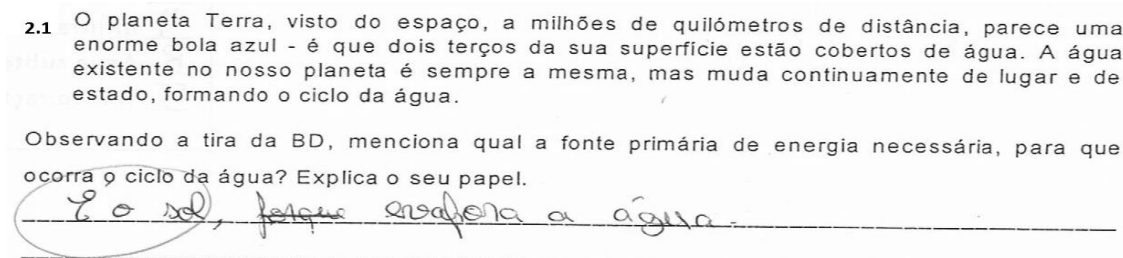 2.1 O planeta Terra, visto do espaço, a milhões de quilómetros de distância, parece uma
enorme bola azul - é que dois terços da sua superfície estão cobertos de água. A água
existente no nosso planeta é sempre a mesma, mas muda continuamente de lugar e de
estado, formando o ciclo da água.
Observando a tira da BD, menciona qual a fonte primária de energia necessária, para que
ocorra o ciclo da água? Explica o seu papel.
É o sol, porque evapora a água.